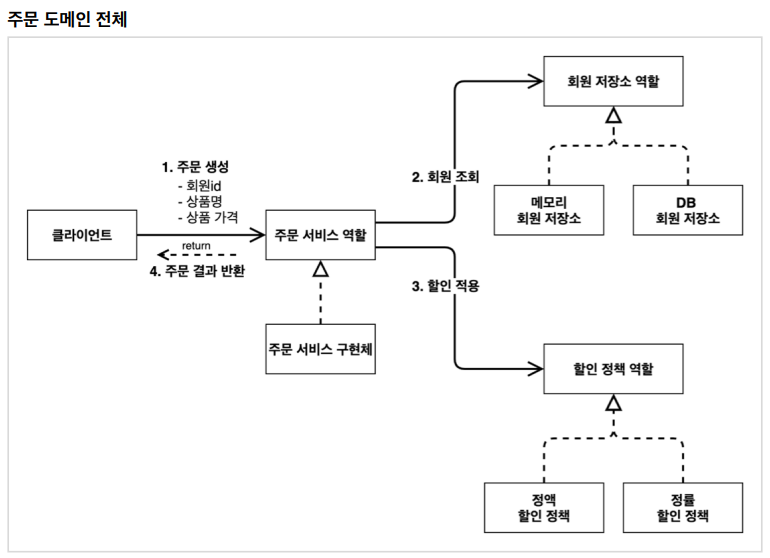 주문 도메인 전체
회원 저장소 역할
1. 주문 생성
- 회원id
- 상품명
- 상품 가격
2. 회원 조회
메모리
회원 저장소
DB
회원 저장소
클라이언트
주문 서비스 역할
return
4. 주문 결과 반환
3. 할인 적용
주문 서비스 구현체
할인 정책 역할
정액
할인 정책
정률
할인 정책